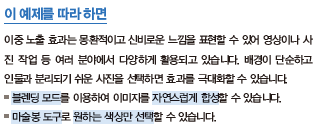 이 예제를 따라 하면
이중 노출 효과는 몽환적이고 신비로운 느낌을 표현할 수 있어 영상이나 사
진 작업 등 여러 분야에서 다양하게 활용되고 있습니다. 배경이 단순하고
인물과 분리되기 쉬운 사진을 선택하면 효과를 극대화할 수 있습니다.
블렌딩 모드를 이용하여 이미지를 자연스럽게 합성할 수 있습니다.
마술봉 도구로 원하는 색상만 선택할 수 있습니다.